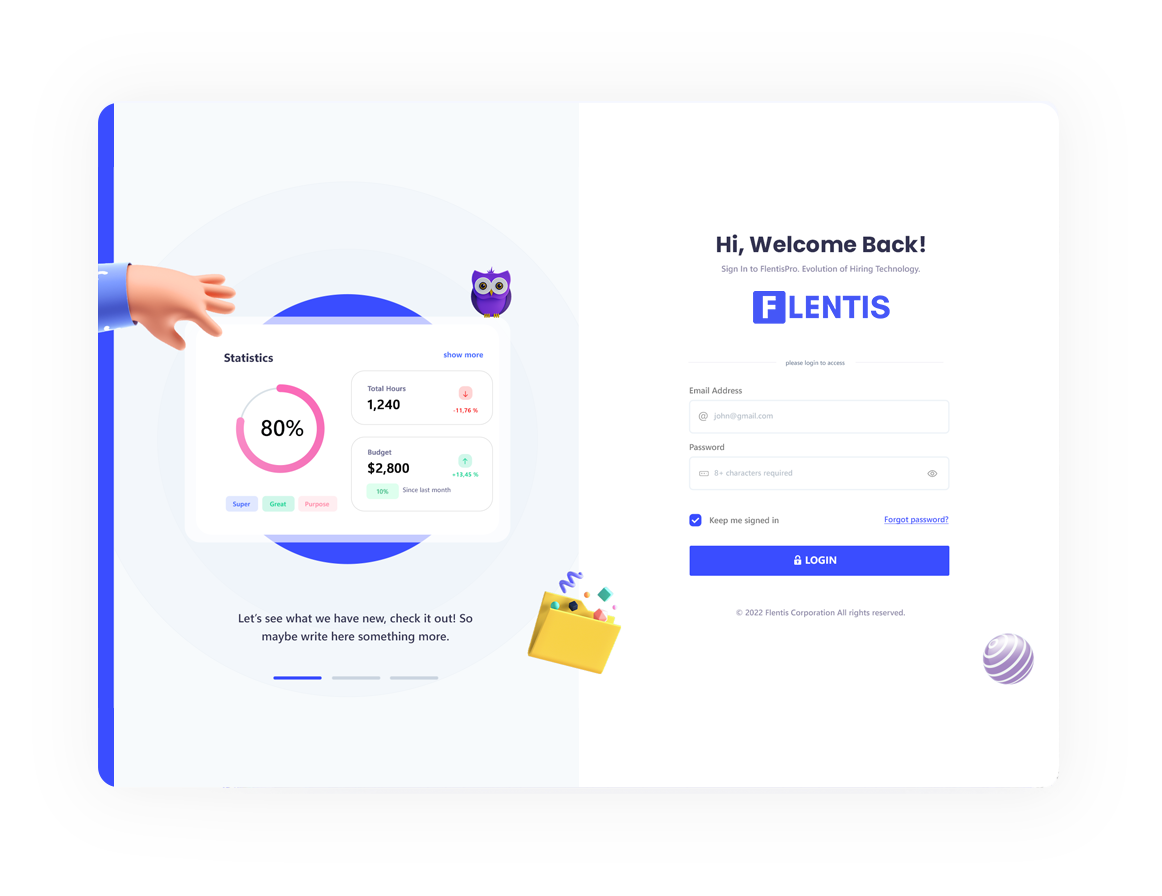 Statistics
show more
80%
Total Hours
1,240
-11,76 %
Budget
$2,800
+13,45 %
10%
Since last month
Super
Great
Purpose
Let's see what we have new, check it out! So
maybe write here something more.
Hi, Welcome Back!
Sign In to FlentisPro. Evolution of Hiring Technology.
FLENTIS
please login to access
Email Address
@ john@gmail.com
Password
8+ characters required
Keep me signed in
Forgot password?
LOGIN
© 2022 Flentis Corporation All rights reserved.